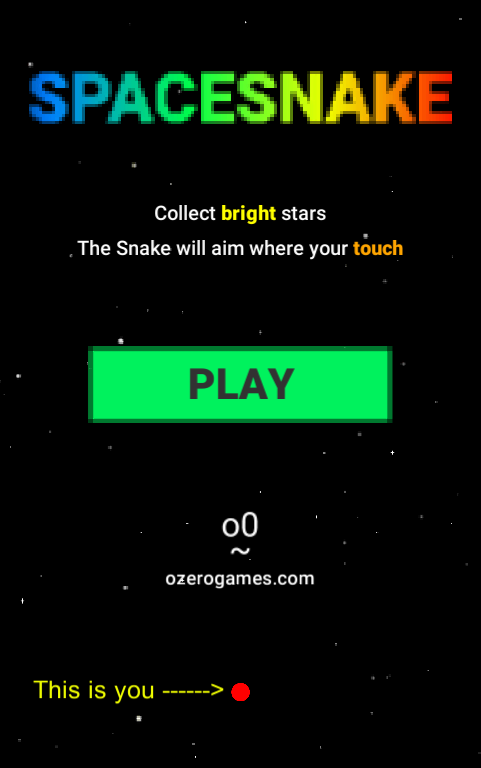 SPACESNAKE
Collect bright stars
The Snake will aim where your touch
PLAY
o0
~
ozerogames.com
This is you ------>